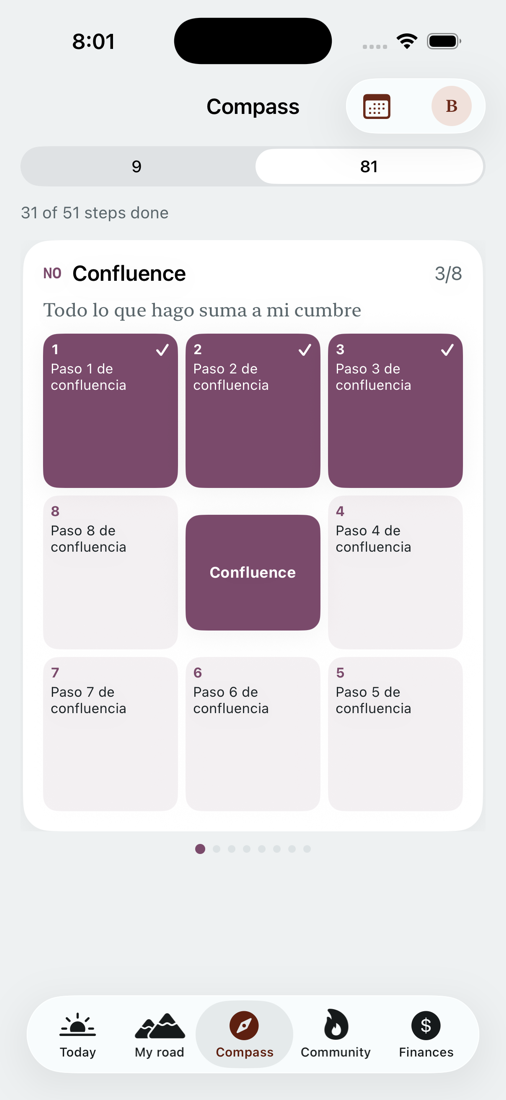 8:01
Compass
B
9
81
31 of 51 steps done
NO Confluence 3/8
Todo lo que hago suma a mi cumbre
1
Paso 1 de
confluencia
2
Paso 2 de
confluencia
3
Paso 3 de
confluencia
8
Paso 8 de
confluencia
Confluence
4
Paso 4 de
confluencia
7
Paso 7 de
confluencia
6
Paso 6 de
confluencia
5
Paso 5 de
confluencia
Today
My road
Compass
Community
$
Finances